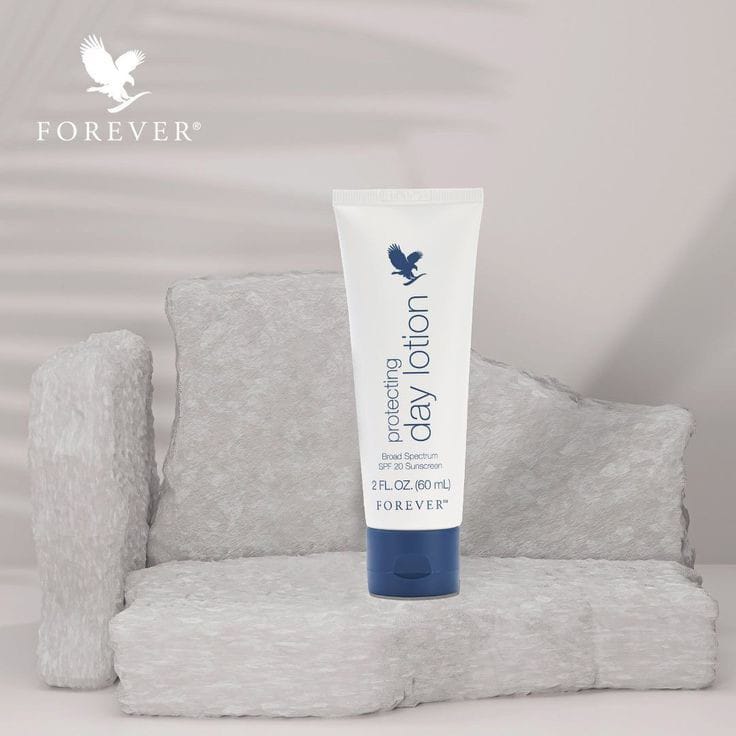 FOREVER®
protecting
day lotion
Broad Spectrum
SPF 20 Sunscreen
2 FL. OZ. (60 mL)
FOREVER™